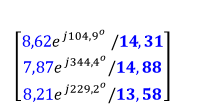 8,62e^{j104,9^o} /14,31
7,87e^{j344,4^o}/14,88
8,21e^{j229,2^o}/13,58